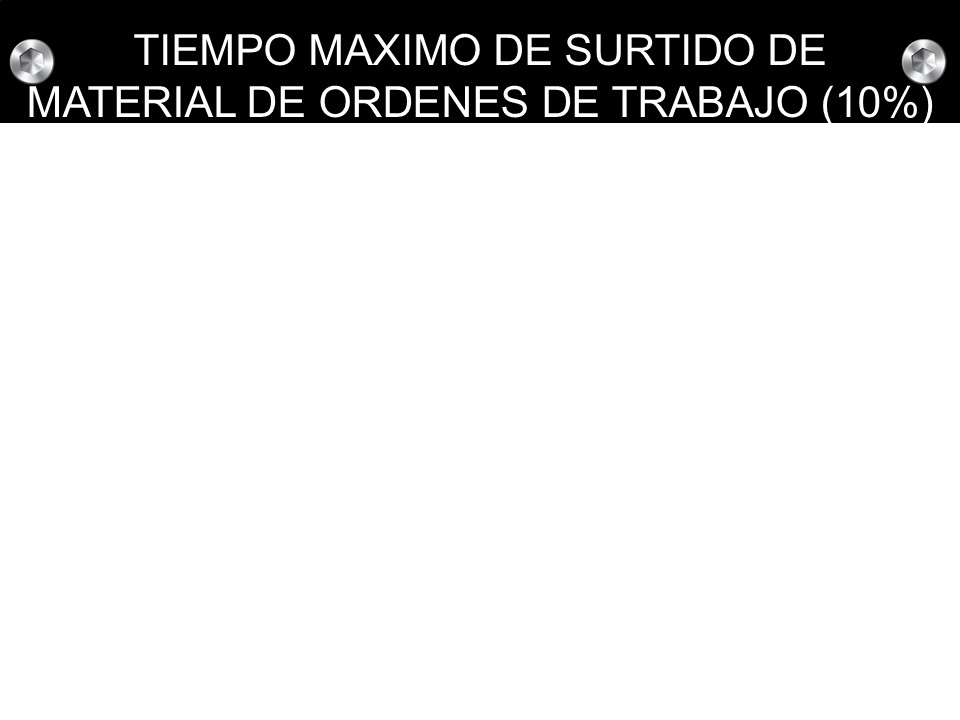 TIEMPO MAXIMO DE SURTIDO DE
MATERIAL DE ORDENES DE TRABAJO (10%)